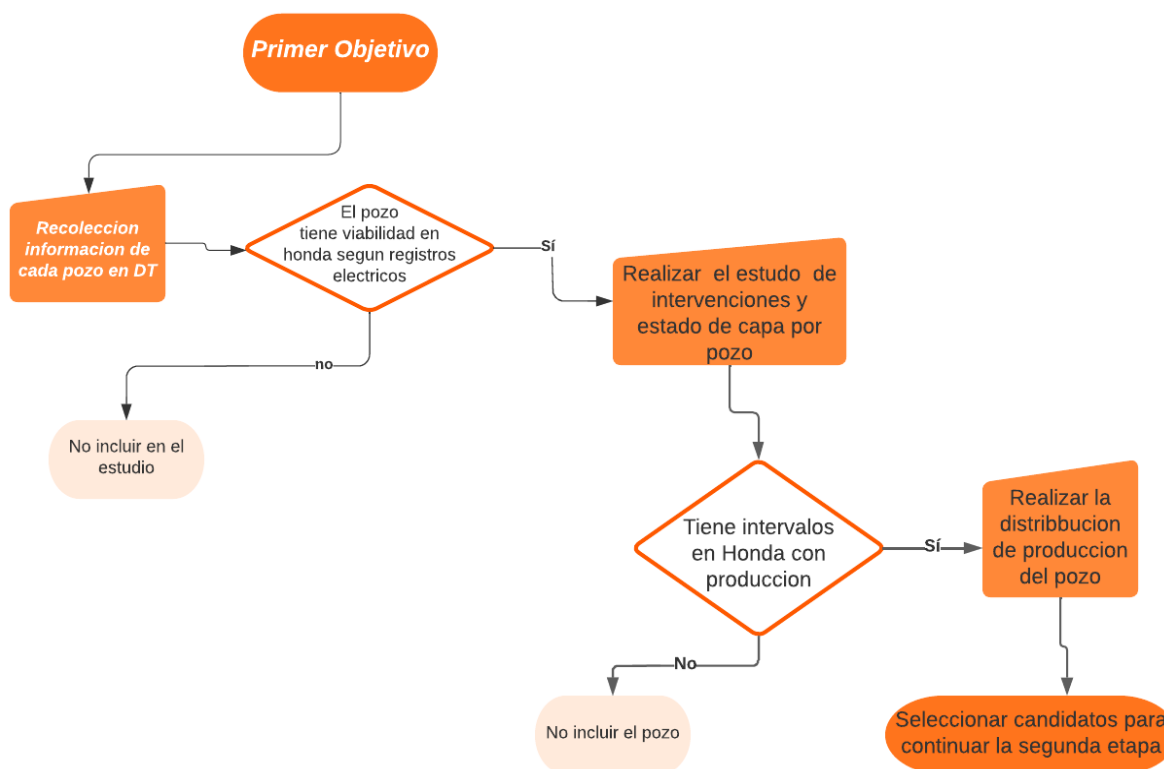 Primer Objetivo
Recoleccion
informacion de
cada pozo en DT
El pozo
tiene viabilidad en
honda segun registros
electricos
Sí
Realizar el estudo de
intervenciones y
estado de capa por
pozo
no
No incluir en el
estudio
Tiene intervalos
en Honda con
produccion
Sí
Realizar la
distribbucion
de produccion
del pozo
No
No incluir el pozo
Seleccionar candidatos para
continuar la segunda etapa